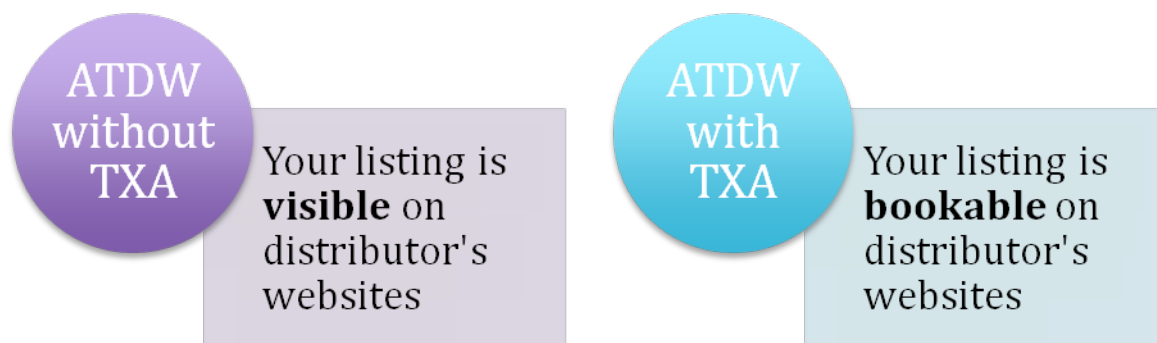 ATDW
without
TXA
Your listing is
visible on
distributor's
websites
ATDW
with
TXA
Your listing is
bookable on
distributor's
websites